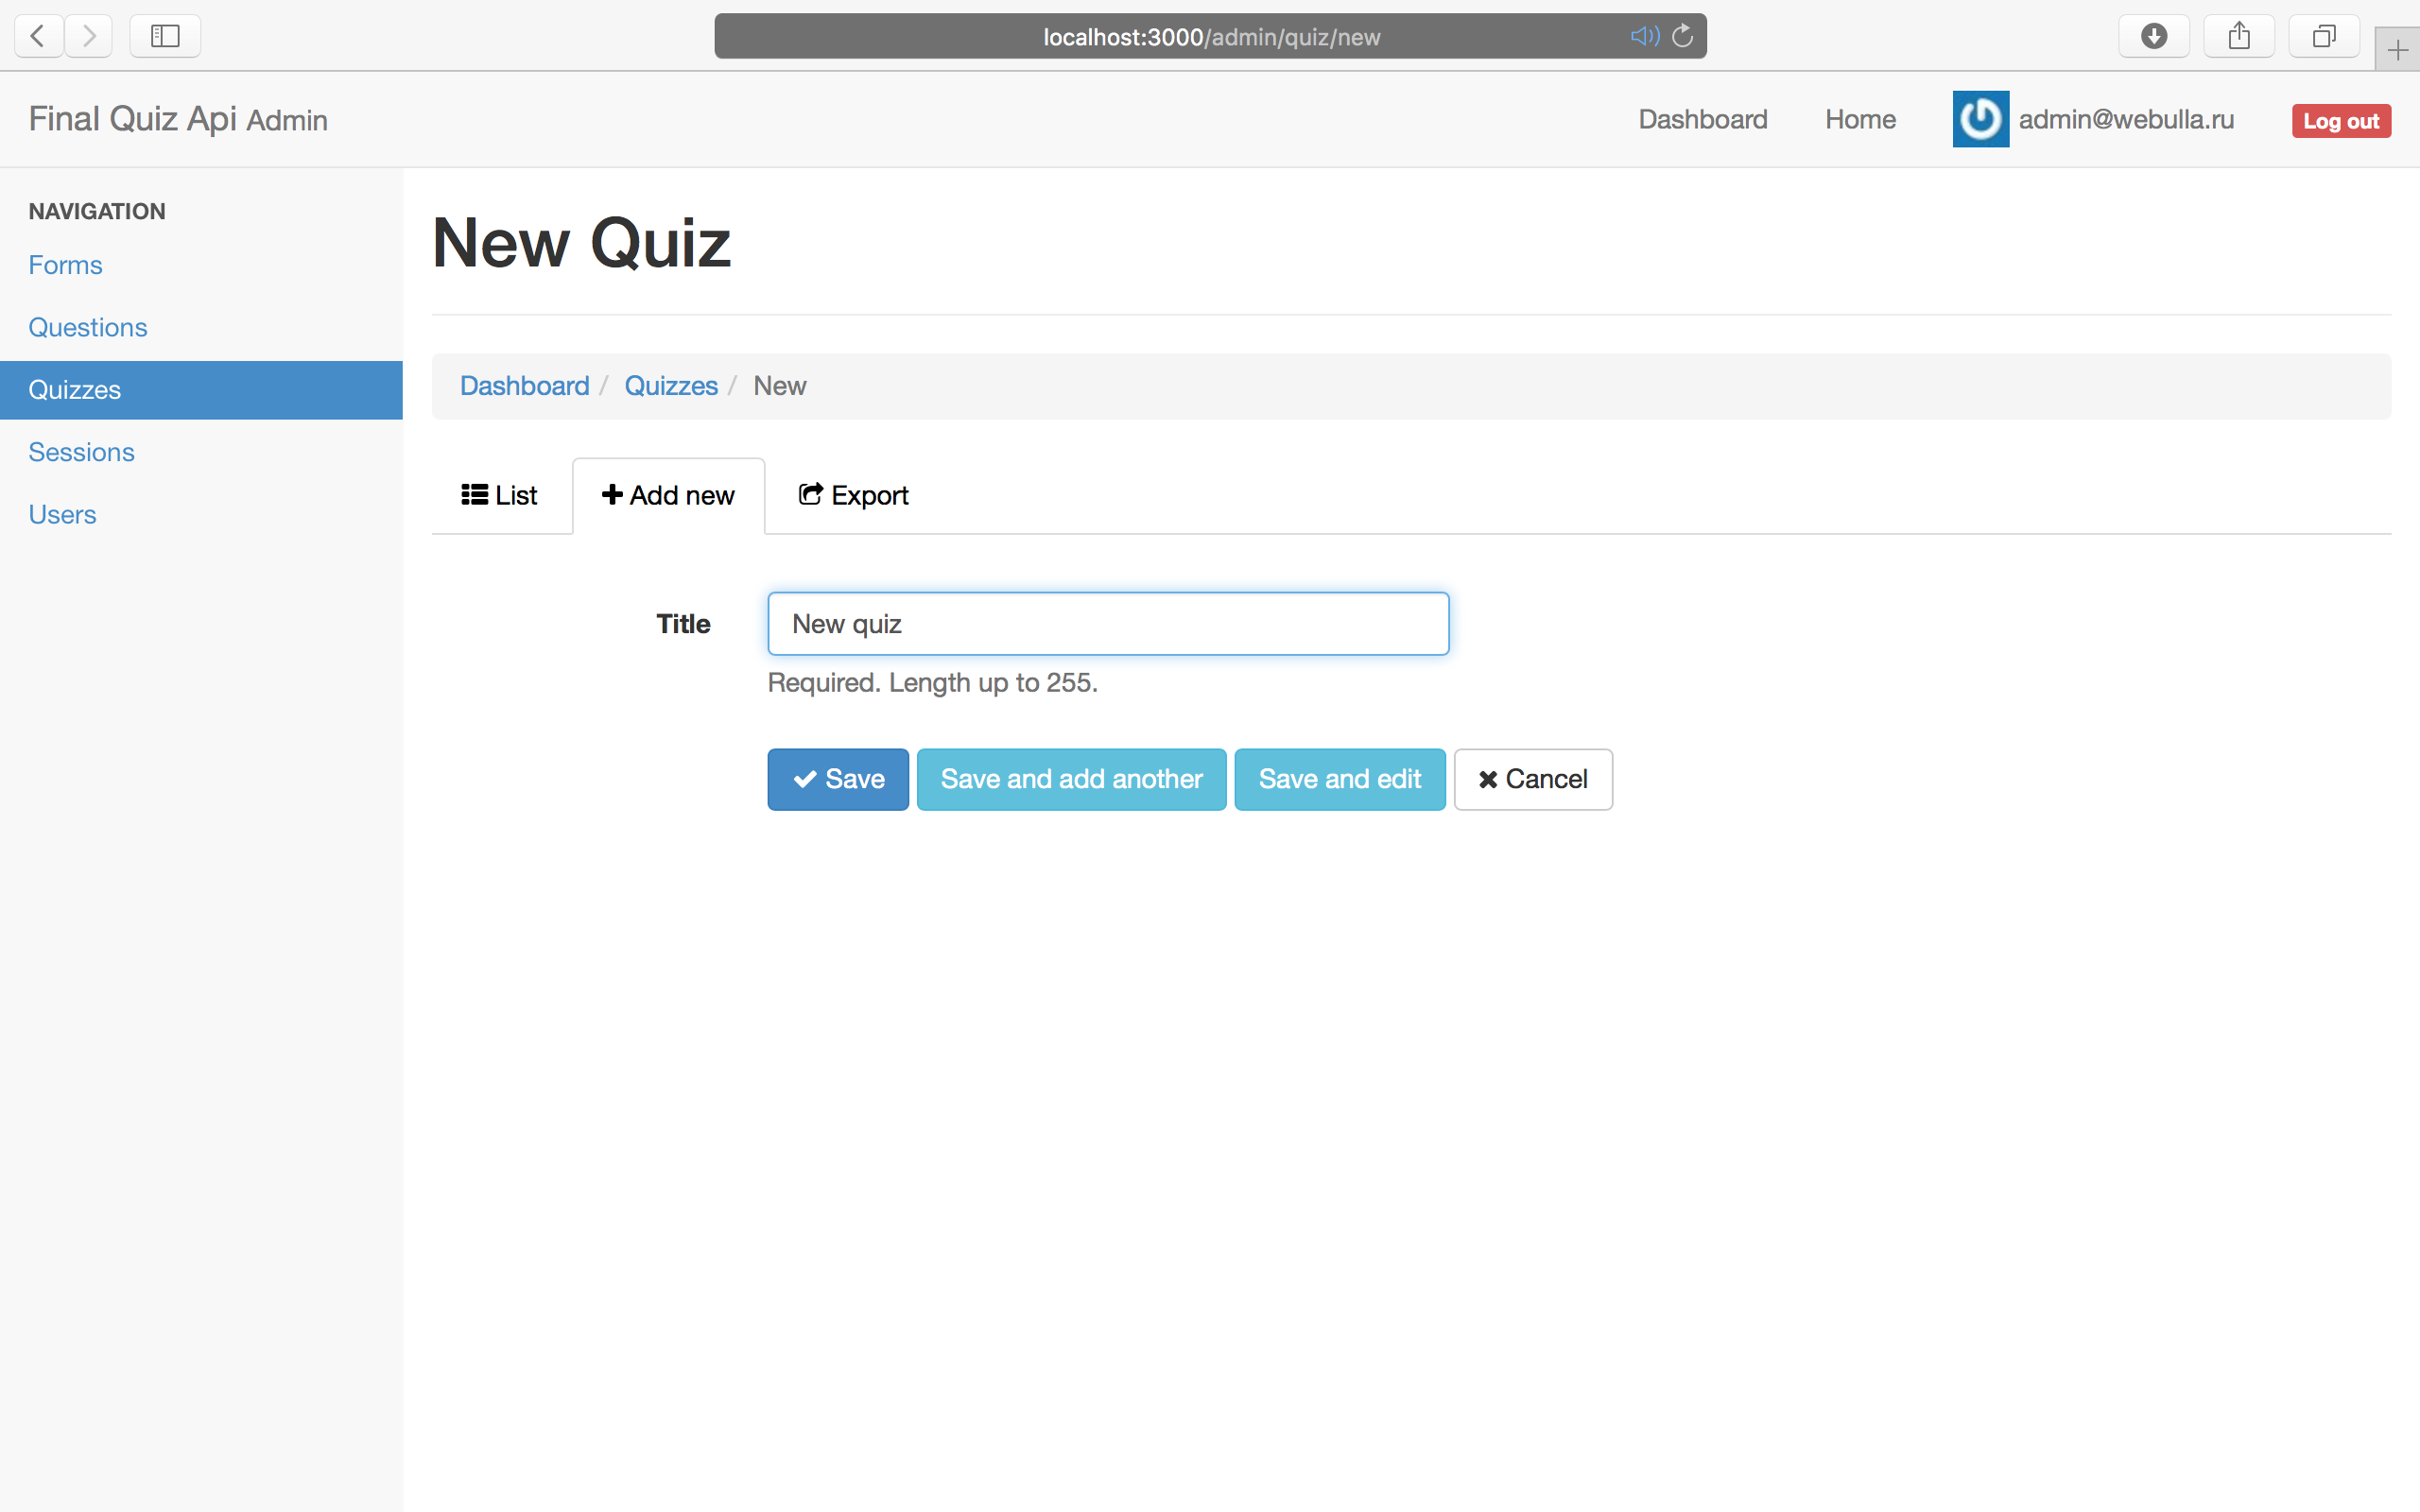 localhost:3000/admin/quiz/new
Final Quiz Api Admin
Dashboard
Home
admin@webulla.ru
Log out
NAVIGATION
Forms
Questions
Quizzes
Sessions
Users
New Quiz
Dashboard / Quizzes / New
List
Add new
Export
Title
New quiz
Required. Length up to 255.
Save
Save and add another
Save and edit
Cancel